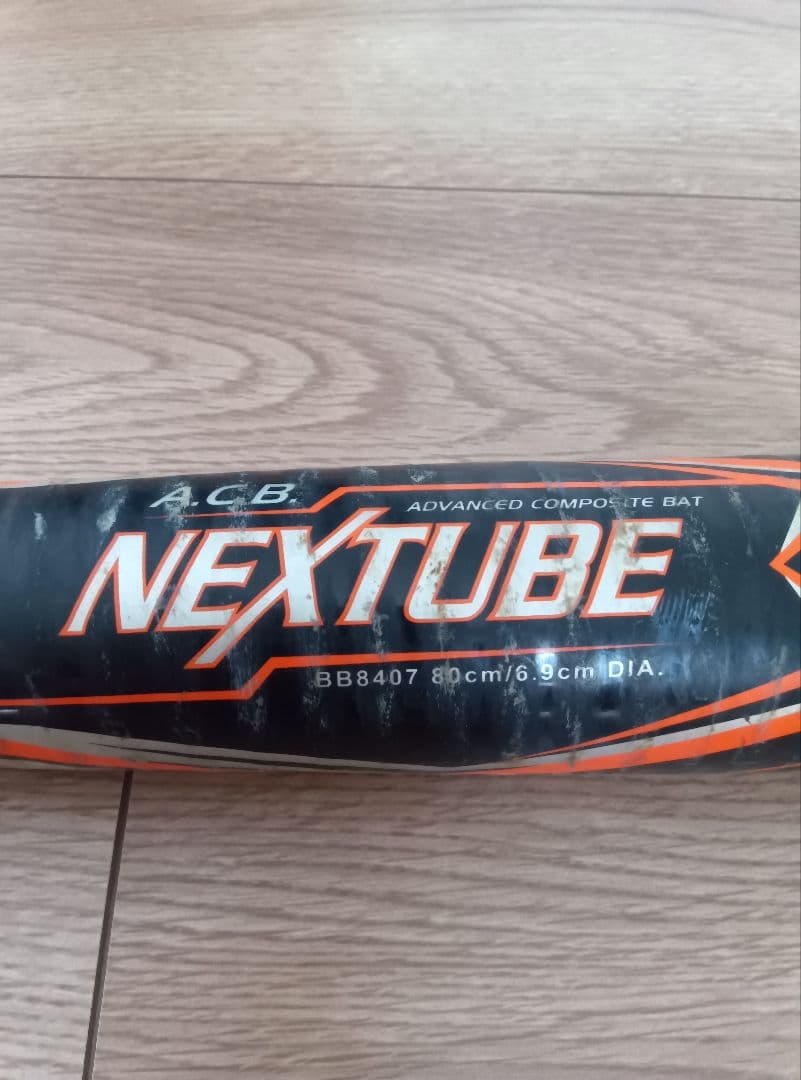 A.C.B.
ADVANCED COMPOSITE BAT
NEXTUBE
BB8407 80cm/6.9cm DIA.